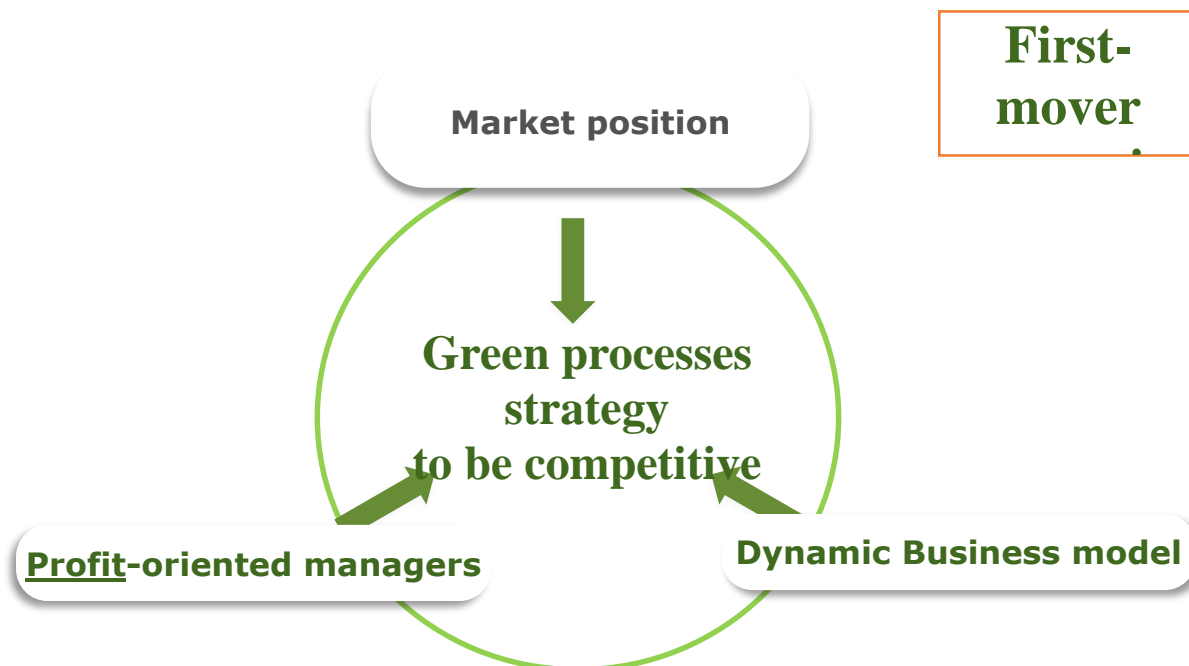 First-
mover
Market position
Green processes
strategy
to be competitive
Profit-oriented managers
Dynamic Business model